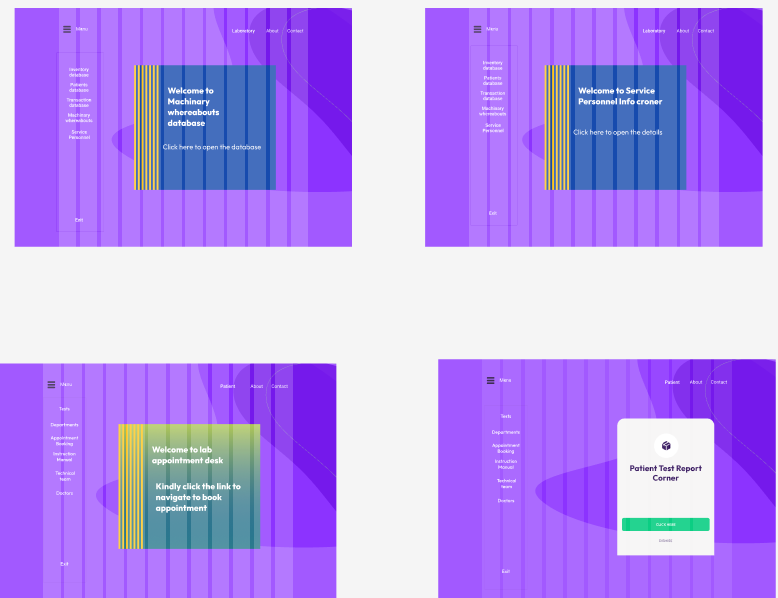 Menu
Laboratory About Contact
Inventory
database
Patients
database
Transaction
database
Machinary
whereabouts
Service
Personnel
Exit
Welcome to
Machinary
whereabouts
database
Click here to open the database
Menu
Laboratory About Contact
Inventory
database
Patients
database
Transaction
database
Machinary
whereabouts
Service
Personnel
Exit
Welcome to Service
Personnel Info croner
Click here to open the details
Menu
Patient About Contact
Tests
Departments
Appointment
Booking
Instruction
Manual
Technical
team
Doctors
Exit
Welcome to lab
appointment desk
Kindly click the link to
navigate to book
appointment
Menu
Patient About Contact
Tests
Departments
Appointment
Booking
Instruction
Manual
Technical
team
Doctors
Exit
Patient Test Report
Corner